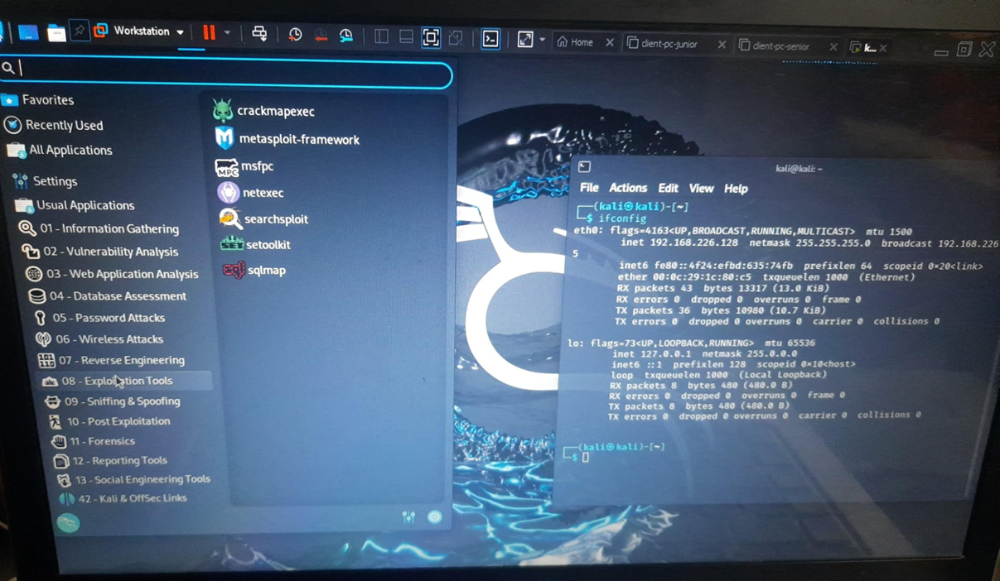 Workstation
Home
client-pc-junior
client-pc-senior
k...
Favorites
Recently Used
All Applications
Settings
Usual Applications
01 - Information Gathering
02 - Vulnerability Analysis
03 - Web Application Analysis
04 - Database Assessment
05 - Password Attacks
06 - Wireless Attacks
07 - Reverse Engineering
08 - Exploitation Tools
09 - Sniffing & Spoofing
10 - Post Exploitation
11 - Forensics
12 - Reporting Tools
13 - Social Engineering Tools
42 - Kali & OffSec Links
crackmapexec
metasploit-framework
MPC
msfpc
netexec
searchsploit
SET
setoolkit
sql
sqlmap
kali@kali: ~
File Actions Edit View Help
(kali㉿kali)-[~]
$ ifconfig
eth0: flags=4163<UP,BROADCAST,RUNNING,MULTICAST> mtu 1500
inet 192.168.226.128 netmask 255.255.255.0 broadcast 192.168.226
5
inet6 fe80::4f24:efbd:635:74fb prefixlen 64 scopeid 0×20<link>
ether 00:0c:29:1c:80:c5 txqueuelen 1000 (Ethernet)
RX packets 43 bytes 13317 (13.0 KiB)
RX errors 0 dropped 0 overruns 0 frame 0
TX packets 36 bytes 10980 (10.7 KiB)
TX errors 0 dropped 0 overruns 0 carrier 0 collisions 0
lo: flags=73<UP,LOOPBACK,RUNNING> mtu 65536
inet 127.0.0.1 netmask 255.0.0.0
inet6 ::1 prefixlen 128 scopeid 0×10<host>
loop txqueuelen 1000 (Local Loopback)
RX packets 8 bytes 480 (480.0 B)
RX errors 0 dropped 0 overruns 0 frame 0
TX packets 8 bytes 480 (480.0 B)
TX errors 0 dropped 0 overruns 0 carrier 0 collisions 0
(kali㉿kali)-[~]
$